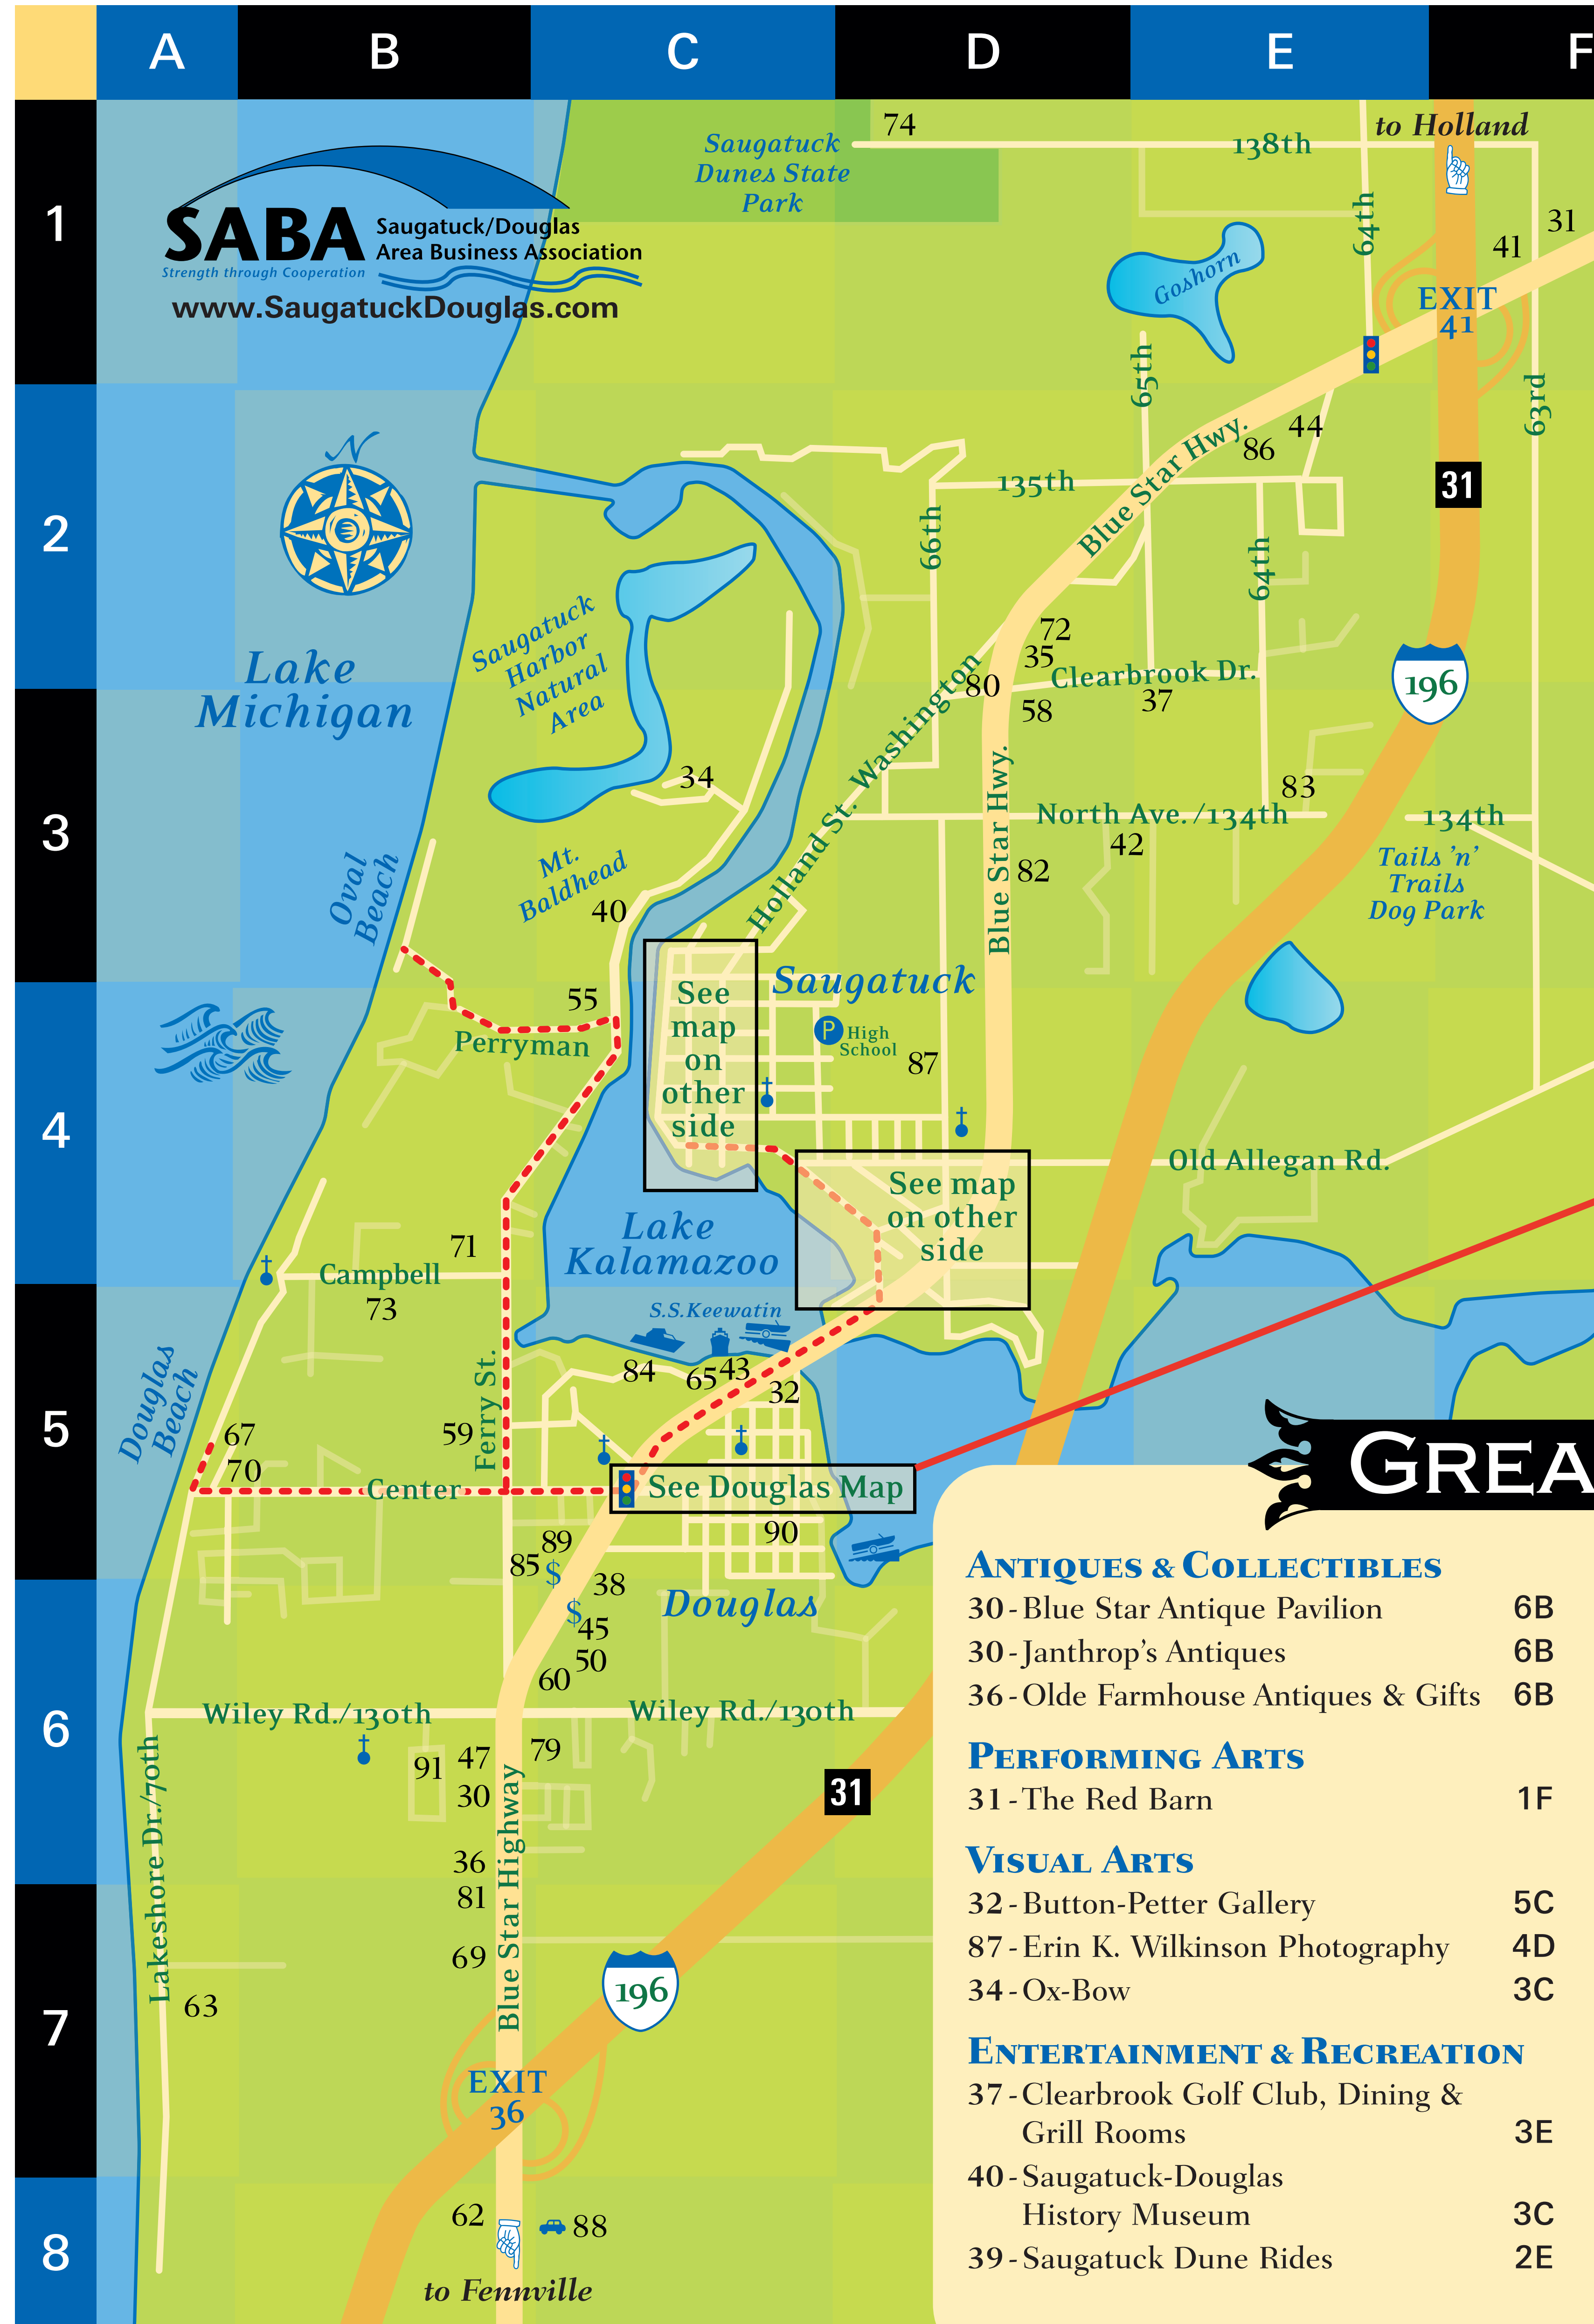 A B C D E F
1
2
3
4
5
6
7
8
SABA
Saugatuck/Douglas
Area Business Association
Strength through Cooperation
www.SaugatuckDouglas.com
Saugatuck
Dunes State
Park
74
138th
to Holland
64th
31
41
EXIT
41
Goshorn
65th
63rd
N
Blue Star Hwy.
44
86
135th
31
66th
64th
Saugatuck
Harbor
Natural
Area
Lake
Michigan
72
35
Clearbrook Dr.
80
37
58
196
34
Holland St. Washington
Blue Star Hwy.
83
North Ave./134th
134th
42
82
Tails 'n'
Trails
Dog Park
Oval
Beach
Mt.
Baldhead
40
Saugatuck
55
Perryman
See
map
on
other
side
P
High
School
87
Old Allegan Rd.
See map
on other
side
Lake
Kalamazoo
71
Campbell
73
S.S.Keewatin
84
65
43
32
Douglas
Beach
67
70
59
Ferry St.
Center
See Douglas Map
90
89
85
$
38
$
45
50
60
Douglas
Wiley Rd./130th
Wiley Rd./130th
91
47
79
30
31
36
81
69
Lakeshore Dr./70th
Blue Star Highway
63
196
EXIT
36
62
88
to Fennville
GREA
ANTIQUES & COLLECTIBLES
30-Blue Star Antique Pavilion 6B
30-Janthrop's Antiques 6B
36-Olde Farmhouse Antiques & Gifts 6B
PERFORMING ARTS
31-The Red Barn 1F
VISUAL ARTS
32-Button-Petter Gallery 5C
87-Erin K. Wilkinson Photography 4D
34-Ox-Bow 3C
ENTERTAINMENT & RECREATION
37-Clearbrook Golf Club, Dining &
Grill Rooms 3E
40-Saugatuck-Douglas
History Museum 3C
39-Saugatuck Dune Rides 2E